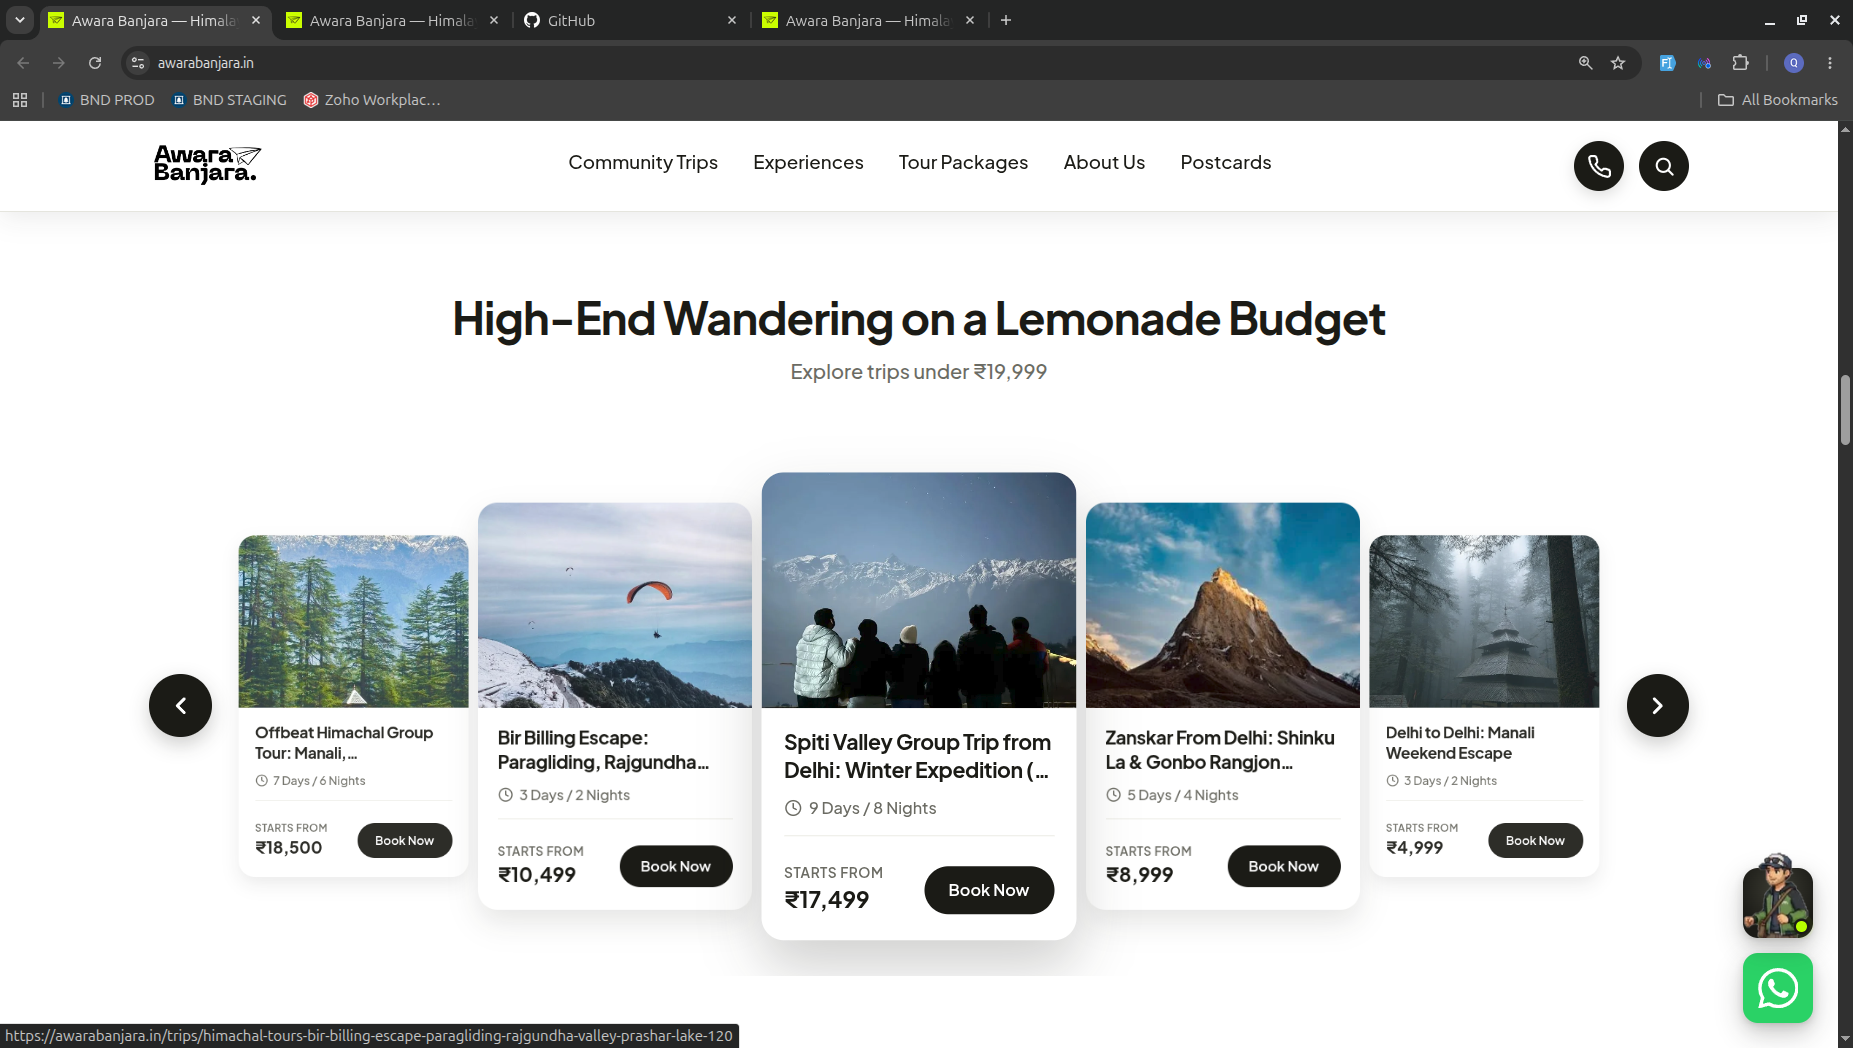 Awara Banjara — Himala
Awara Banjara — Himala
GitHub
Awara Banjara — Himala
awarabanjara.in
Q
BND PROD
BND STAGING
Zoho Workplac…
All Bookmarks
Awara
Banjara.
Community Trips
Experiences
Tour Packages
About Us
Postcards
High-End Wandering on a Lemonade Budget
Explore trips under ₹19,999
Offbeat Himachal Group
Tour: Manali,…
7 Days / 6 Nights
STARTS FROM
₹18,500
Book Now
Bir Billing Escape:
Paragliding, Rajgundha…
3 Days / 2 Nights
STARTS FROM
₹10,499
Book Now
Spiti Valley Group Trip from
Delhi: Winter Expedition (…
9 Days / 8 Nights
STARTS FROM
₹17,499
Book Now
Zanskar From Delhi: Shinku
La & Gonbo Rangjon…
5 Days / 4 Nights
STARTS FROM
₹8,999
Book Now
Delhi to Delhi: Manali
Weekend Escape
3 Days / 2 Nights
STARTS FROM
₹4,999
Book Now
https://awarabanjara.in/trips/himachal-tours-bir-billing-escape-paragliding-rajgundha-valley-prashar-lake-120